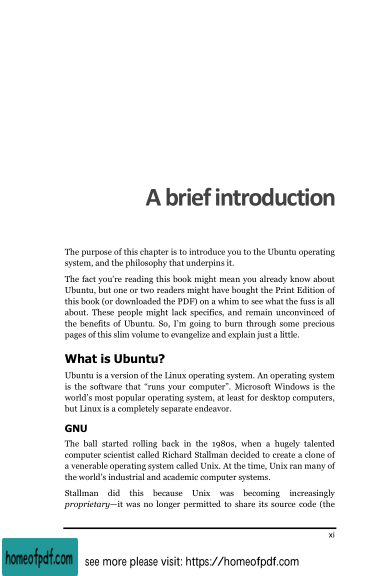 A brief introduction
The purpose of this chapter is to introduce you to the Ubuntu operating
system, and the philosophy that underpins it.
The fact you're reading this book might mean you already know about
Ubuntu, but one or two readers might have bought the Print Edition of
this book (or downloaded the PDF) on a whim to see what the fuss is all
about. These people might lack specifics, and remain unconvinced of
the benefits of Ubuntu. So, I'm going to burn through some precious
pages of this slim volume to evangelize and explain just a little.
What is Ubuntu?
Ubuntu is a version of the Linux operating system. An operating system
is the software that “runs your computer”. Microsoft Windows is the
world's most popular operating system, at least for desktop computers,
but Linux is a completely separate endeavor.
GNU
The ball started rolling back in the 1980s, when a hugely talented
computer scientist called Richard Stallman decided to create a clone of
a venerable operating system called Unix. At the time, Unix ran many of
the world's industrial and academic computer systems.
Stallman did this because Unix was becoming increasingly
proprietary—it was no longer permitted to share its source code (the
xi
homeofpdf.com
see more please visit: https://homeofpdf.com